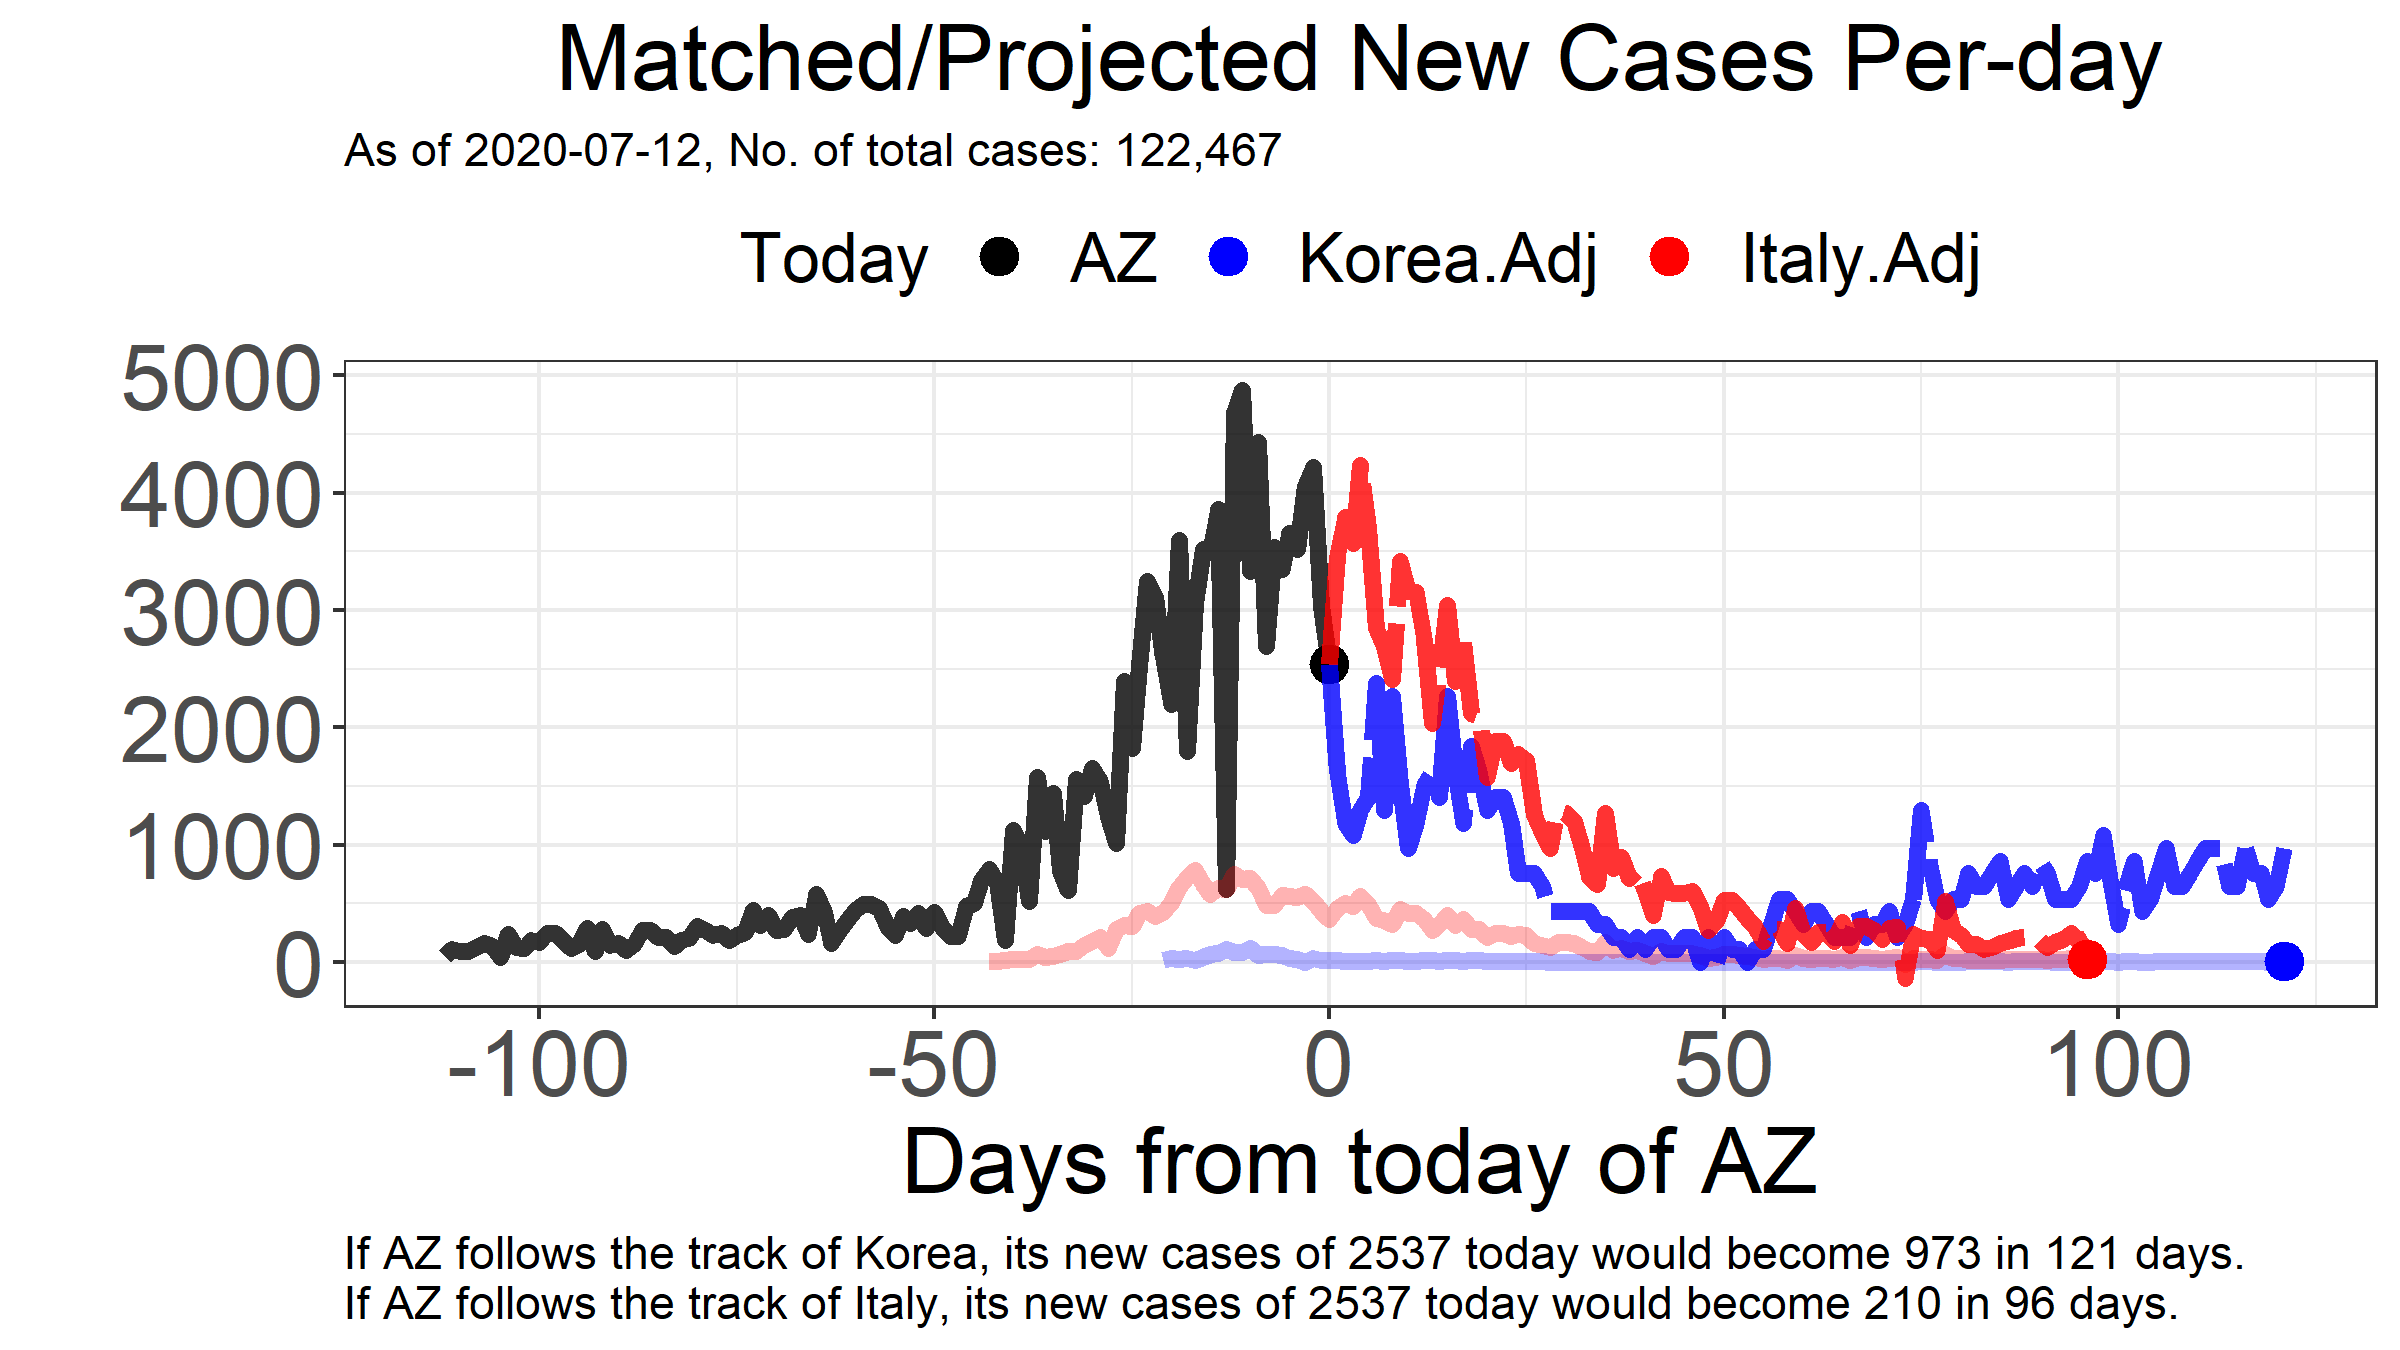 Matched/Projected New Cases Per-day
As of 2020-07-12, No. of total cases: 122,467
Today AZ Korea.Adj Italy.Adj
5000
4000
3000
2000
1000
0
-100 -50 0 50 100
Days from today of AZ
If AZ follows the track of Korea, its new cases of 2537 today would become 973 in 121 days.
If AZ follows the track of Italy, its new cases of 2537 today would become 210 in 96 days.